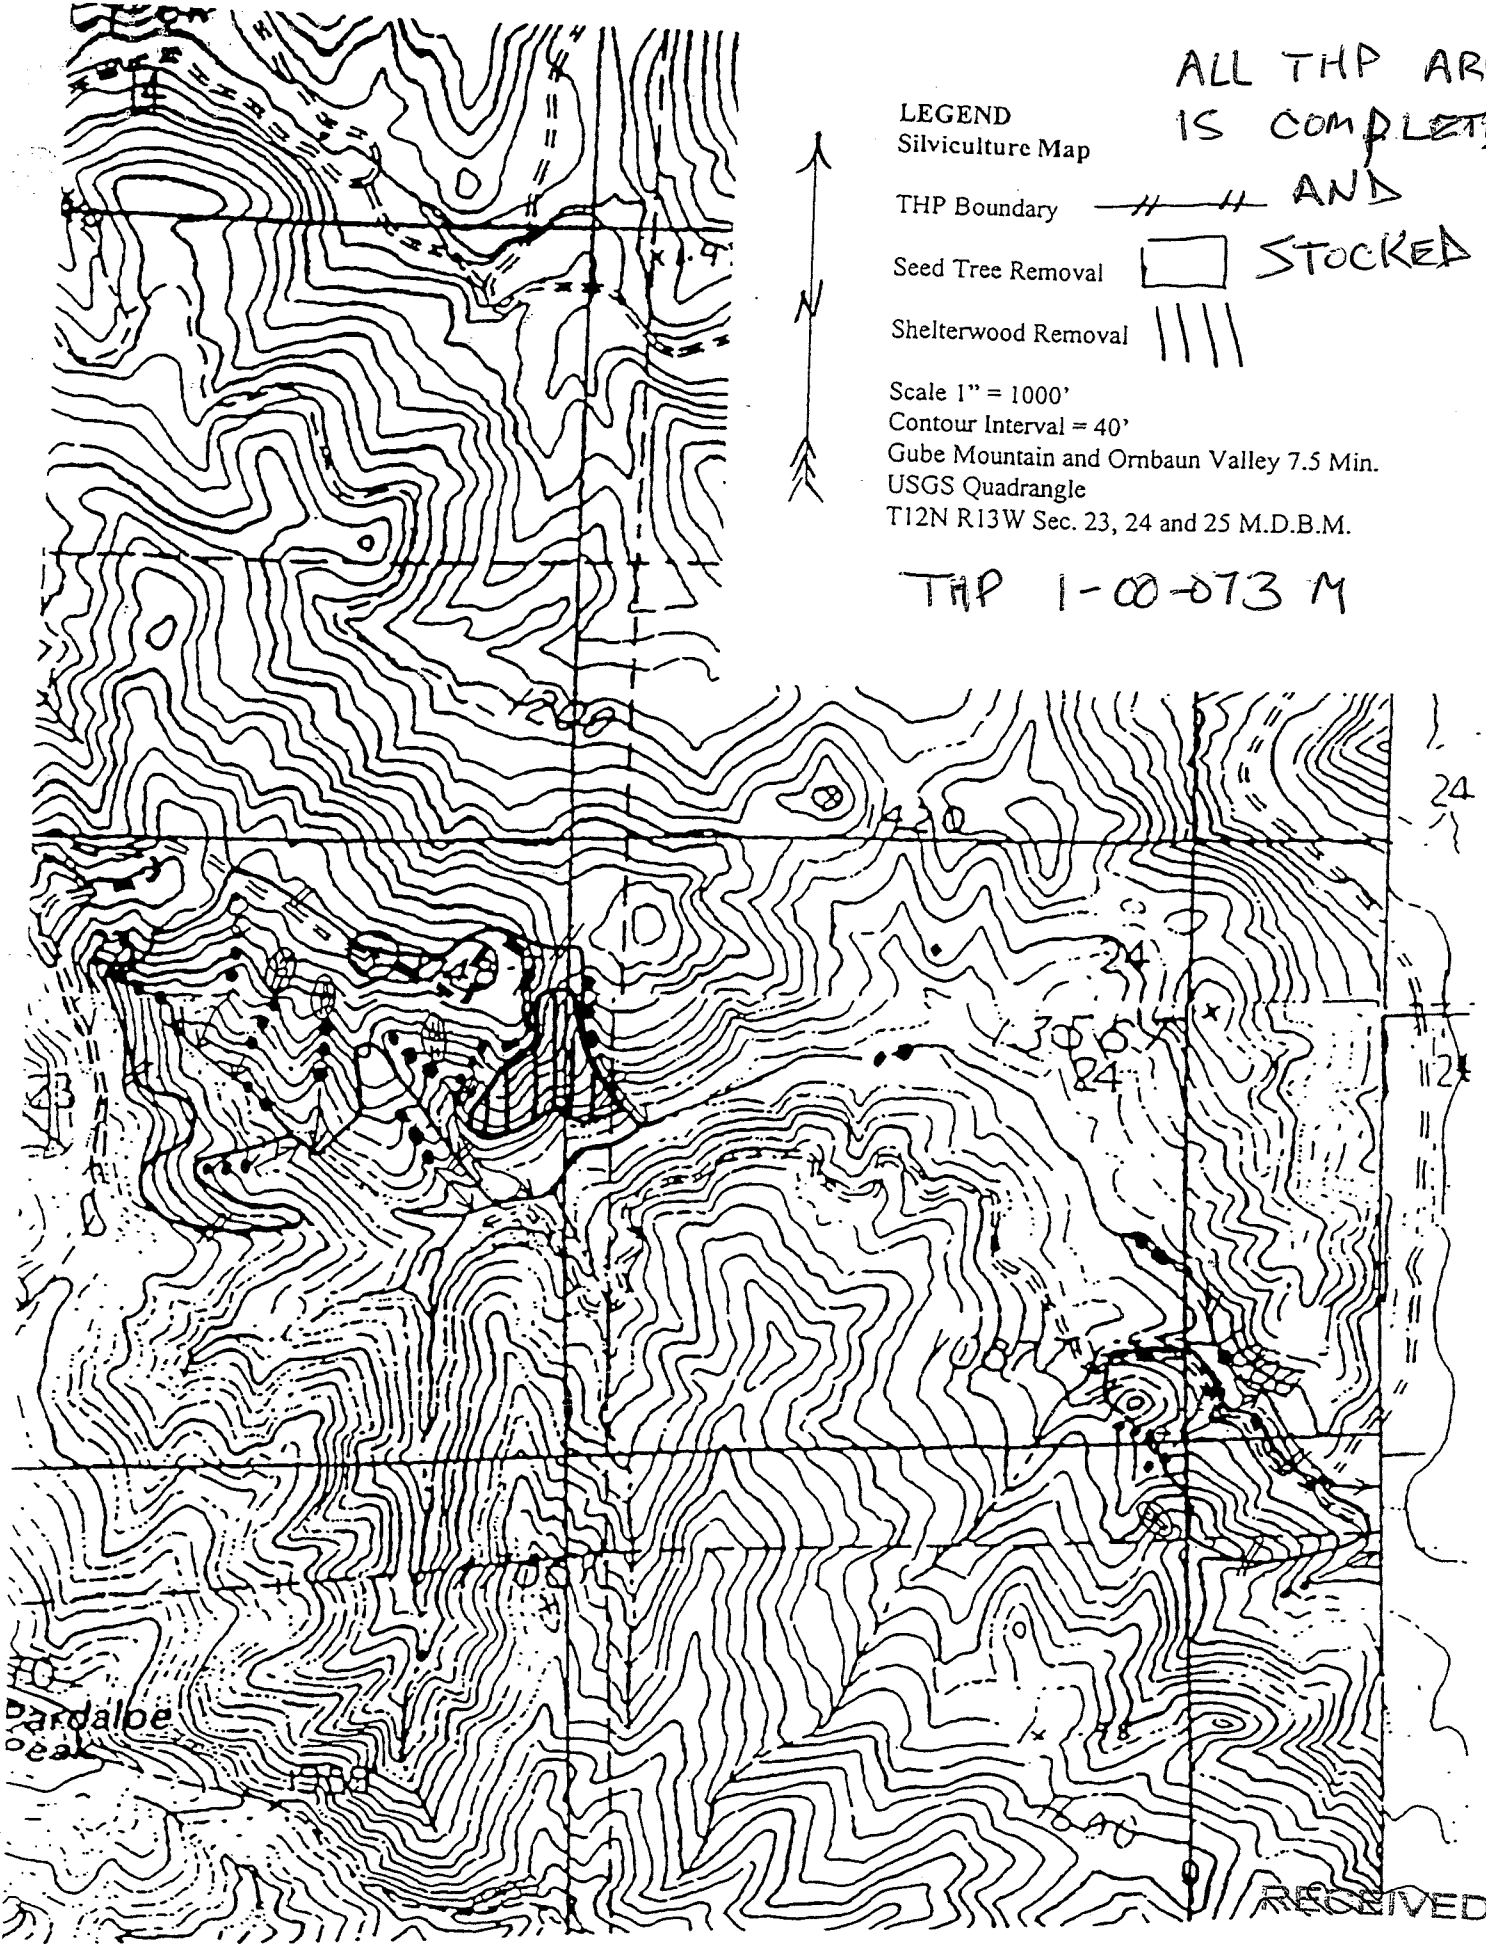 ALL THP AR
IS COMPLET
AND
STOCKED
LEGEND
Silviculture Map
THP Boundary
Seed Tree Removal
Shelterwood Removal
Scale 1” = 1000’
Contour Interval = 40’
Gube Mountain and Ornbaun Valley 7.5 Min.
USGS Quadrangle
T12N R13W Sec. 23, 24 and 25 M.D.B.M.
THP 1-00-073 M
24
24
24
Pardaloe
Peak
RECEIVED